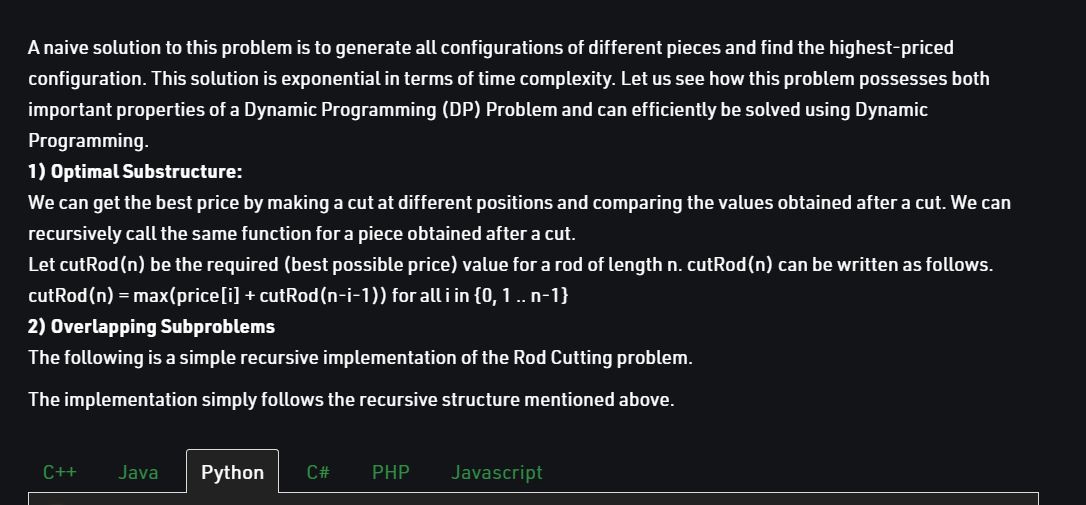 A naive solution to this problem is to generate all configurations of different pieces and find the highest-priced
configuration. This solution is exponential in terms of time complexity. Let us see how this problem possesses both
important properties of a Dynamic Programming (DP) Problem and can efficiently be solved using Dynamic
Programming.
1) Optimal Substructure:
We can get the best price by making a cut at different positions and comparing the values obtained after a cut. We can
recursively call the same function for a piece obtained after a cut.
Let cutRod(n) be the required (best possible price) value for a rod of length n. cutRod(n) can be written as follows.
cutRod(n) = max(price[i] + cutRod(n-i-1)) for all i in {0, 1 .. n-1}
2) Overlapping Subproblems
The following is a simple recursive implementation of the Rod Cutting problem.
The implementation simply follows the recursive structure mentioned above.
C++ Java Python C# PHP Javascript